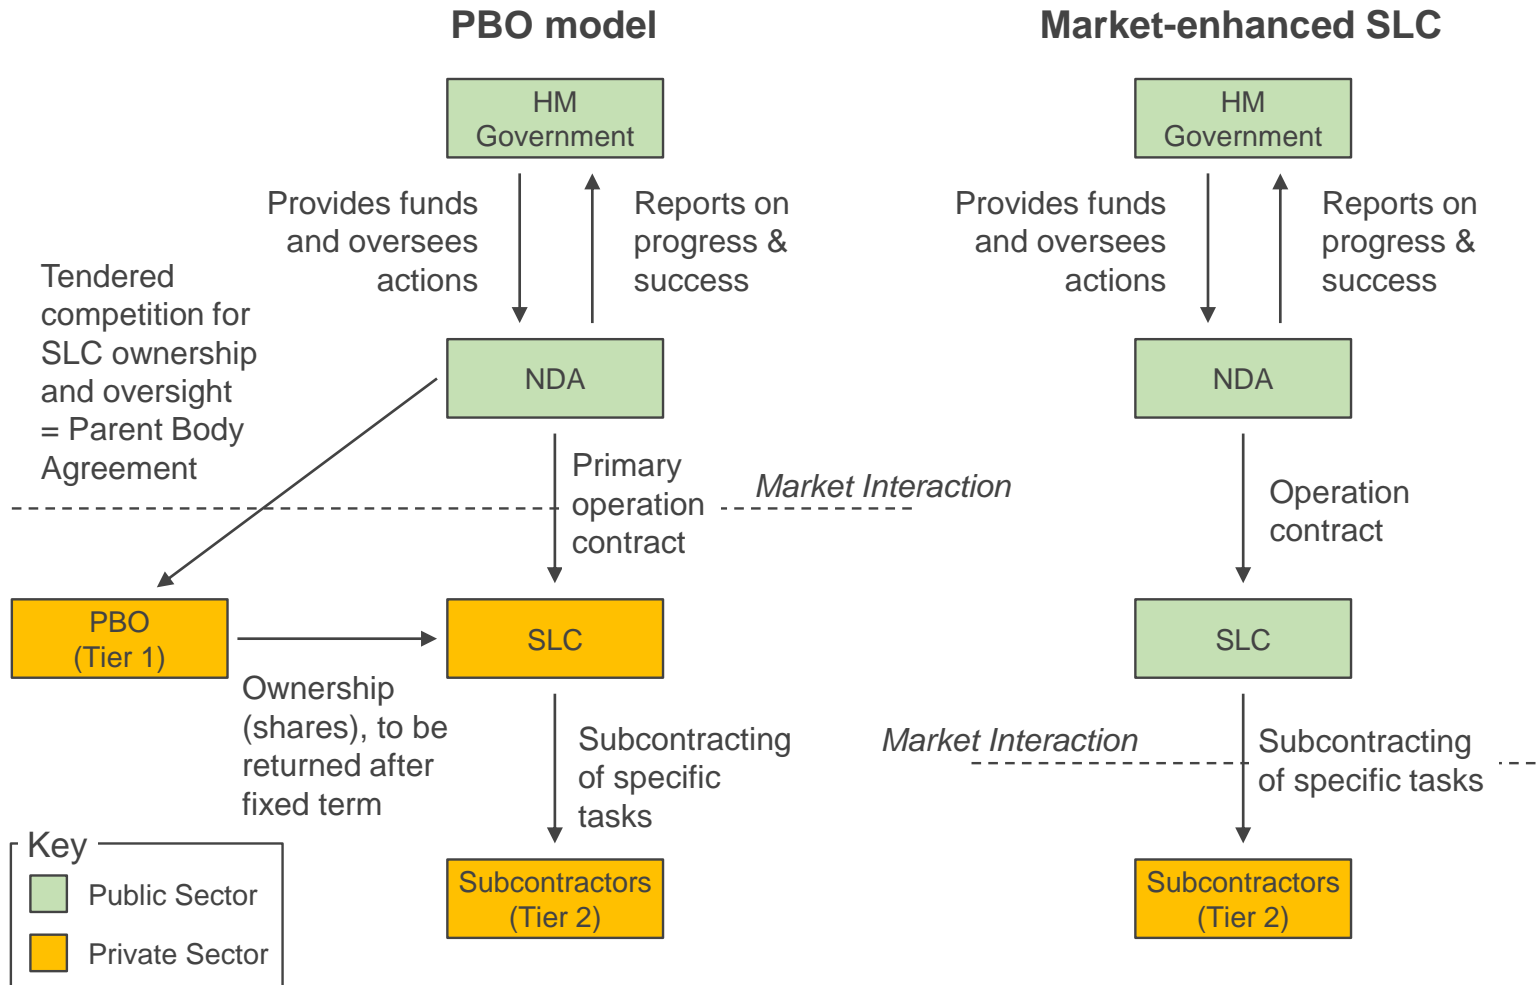 PBO model
HM
Government
Provides funds
and oversees
actions
Reports on
progress &
success
Tendered
competition for
SLC ownership
and oversight
= Parent Body
Agreement
NDA
Primary
operation
contract
Market Interaction
PBO
(Tier 1)
SLC
Ownership
(shares), to be
returned after
fixed term
Subcontracting
of specific
tasks
Subcontractors
(Tier 2)
Key
Public Sector
Private Sector
Market-enhanced SLC
HM
Government
Provides funds
and oversees
actions
Reports on
progress &
success
NDA
Operation
contract
SLC
Market Interaction
Subcontracting
of specific tasks
Subcontractors
(Tier 2)